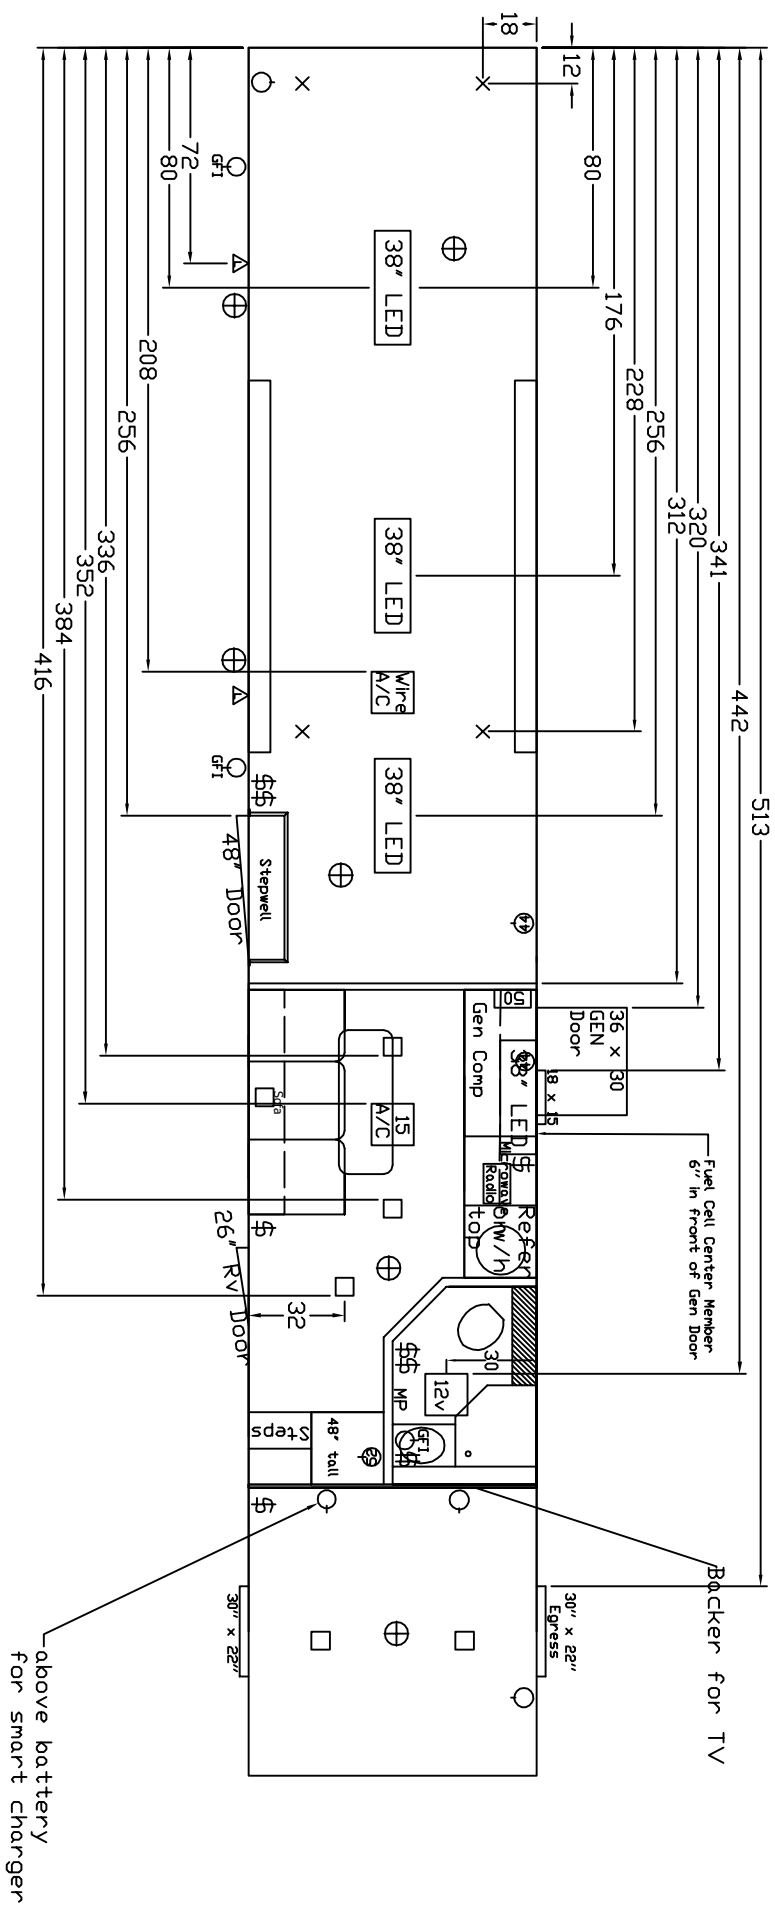 18
12
80
176
228
256
312
320
341
442
513
72
80
208
256
336
352
384
416
GFI
38" LED
38" LED
Wire
A/C
38" LED
GFI
$$
48" Door
Stepwell
44
50
Gen Comp
36 x 30
GEN
Door
18 x 15
38" LED
$
Microwave
Radio
Refer
w/h
top
Fuel Cell Center Member
6" in front of Gen Door
15
A/C
Sofa
$
26" Rv Door
32
30
$$
MP
12v
GFI
$$
Steps
48" tall
29
$
Backer for TV
30" x 22"
Egress
30" x 22"
above battery
for smart charger